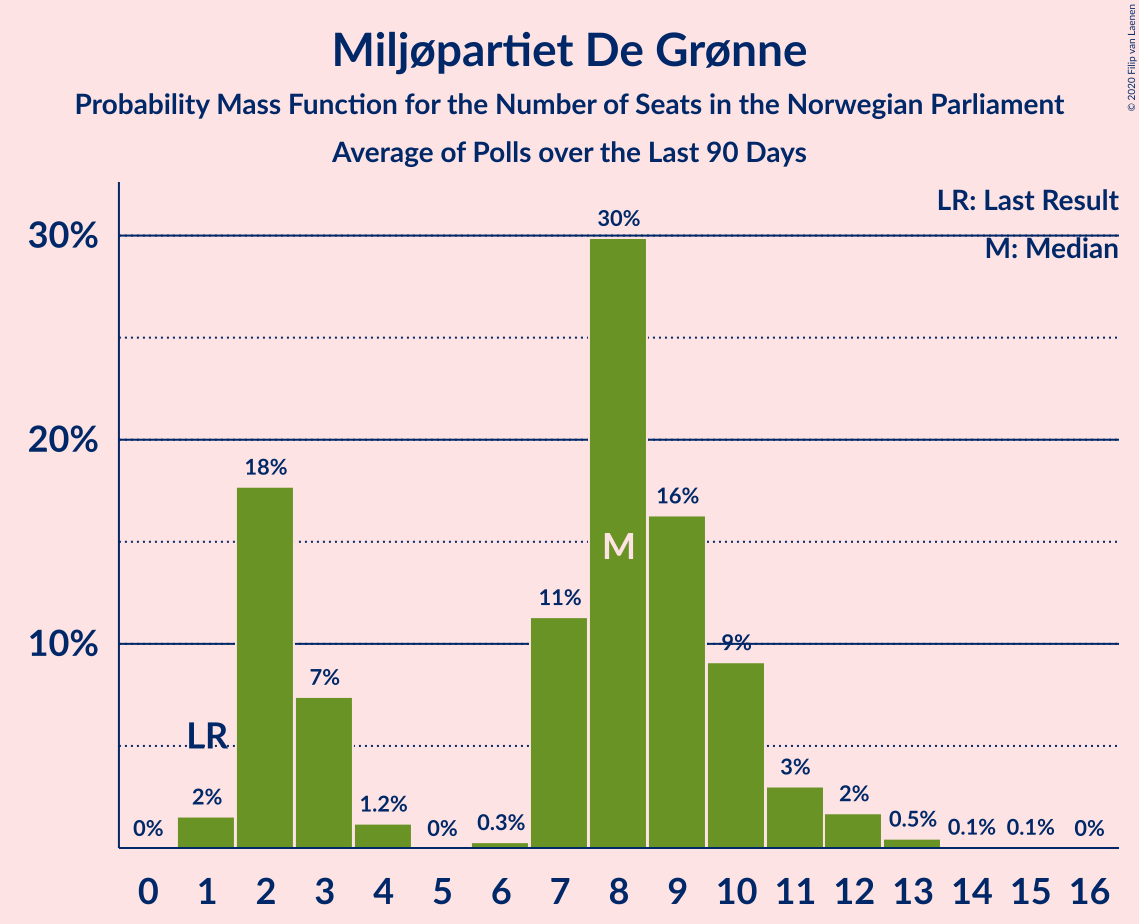 Miljøpartiet De Grønne
Probability Mass Function for the Number of Seats in the Norwegian Parliament
Average of Polls over the Last 90 Days
© 2020 Filip van Laenen
LR: Last Result
M: Median
30%
20%
10%
0%
2%
18%
7%
1.2%
0%
0.3%
11%
30%
16%
9%
3%
2%
0.5%
0.1%
0.1%
0%
LR
M
0 1 2 3 4 5 6 7 8 9 10 11 12 13 14 15 16